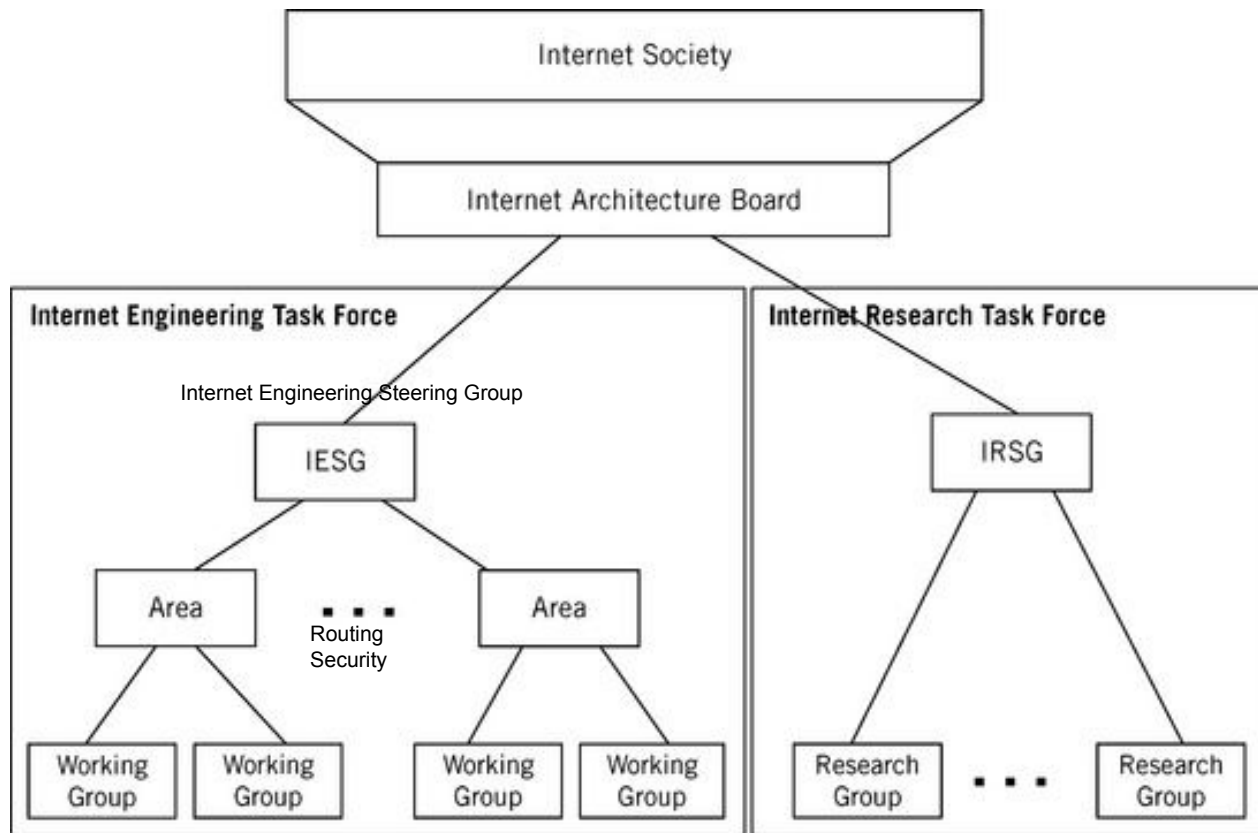 Internet Society
Internet Architecture Board
Internet Engineering Task Force
Internet Research Task Force
Internet Engineering Steering Group
IESG
IRSG
Area
Area
Routing
Security
Working
Group
Working
Group
Working
Group
Working
Group
Research
Group
Research
Group